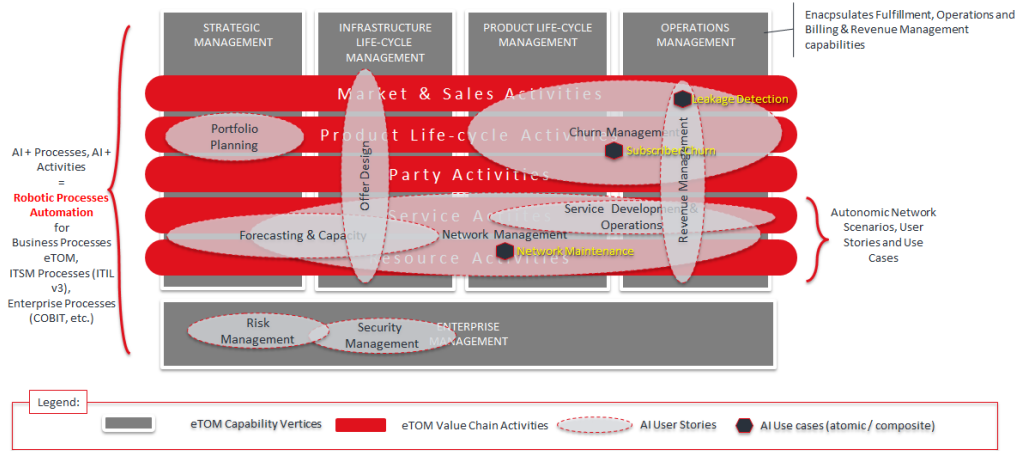 STRATEGIC
MANAGEMENT
INFRASTRUCTURE
LIFE-CYCLE
MANAGEMENT
PRODUCT LIFE-CYCLE
MANAGEMENT
OPERATIONS
MANAGEMENT
Enacpsulates Fulfillment, Operations and
Billing & Revenue Management
capabilities
Market & Sales Activities
Leakage Detection
Portfolio
Planning
Product Life-cycle Activities
Churn Management
Subscriber Churn
Party Activities
Offer Design
Revenue Management
AI + Processes, AI +
Activities
=
Robotic Processes
Automation
for
Business Processes
eTOM,
ITSM Processes (ITIL
v3),
Enterprise Processes
(COBIT, etc.)
Service Activities
Service Development &
Operations
Forecasting & Capacity
Network Management
Resource Activities
Network Maintenance
Autonomic Network
Scenarios, User
Stories and Use
Cases
Risk
Management
Security
Management
ENTERPRISE
MANAGEMENT
Legend:
eTOM Capability Vertices
eTOM Value Chain Activities
AI User Stories
AI Use cases (atomic / composite)